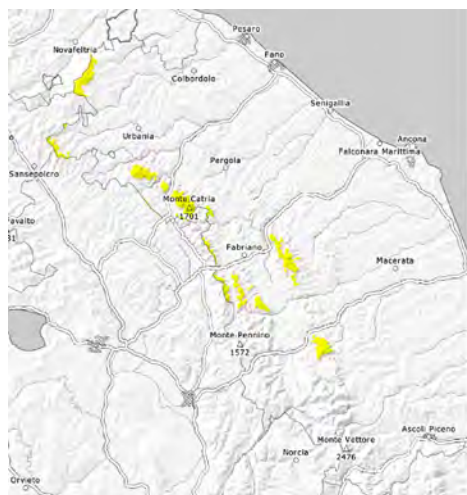 Pesaro
Novafeltria
Fano
Colbordolo
Senigallia
Urbania
Ancona
Falconara Marittima
Pergola
Sansepolcro
Monte Catria
1701
Fabriano
Macerata
Monte Pennino
1572
Ascoli Piceno
Monte Vettore
Norcia
2476
Orvieto